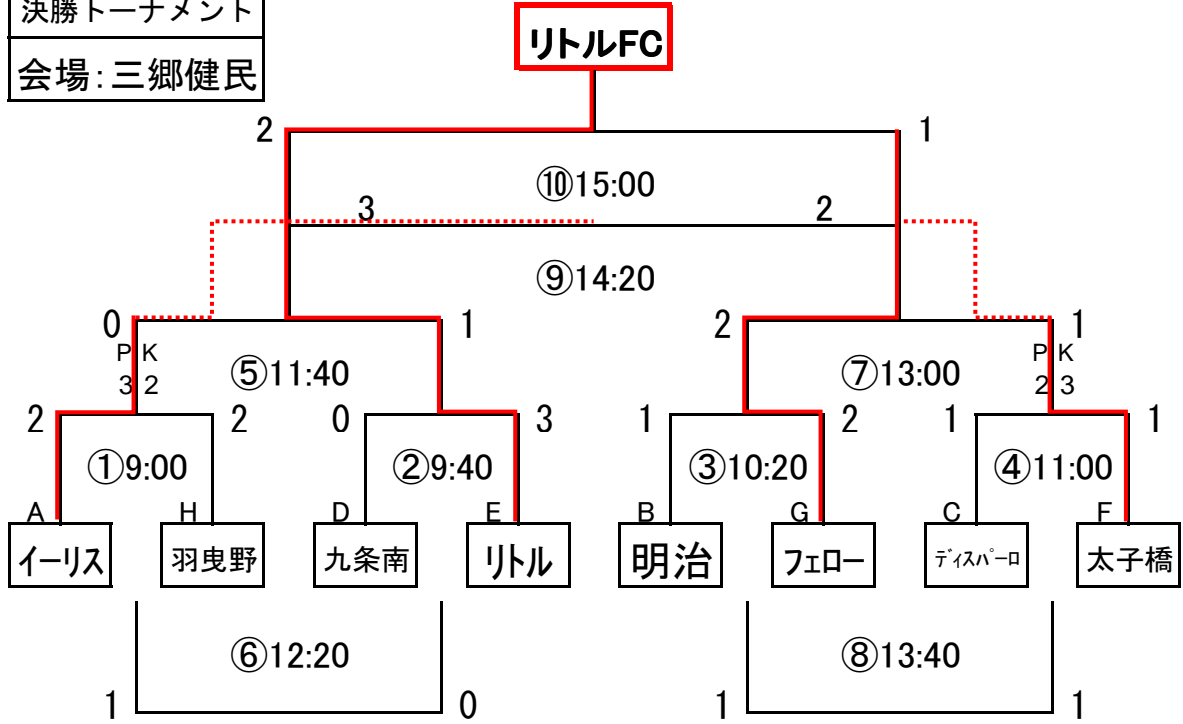 決勝トーナメント
会場:三郷健民
リトルFC
2 1
⑩15:00
3 2
⑨14:20
0 1 2 1
PK PK
⑤11:40 ⑦13:00
3 2 2 3
2 2 0 3 1 2 1 1
①9:00 ②9:40 ③10:20 ④11:00
A H D E B G C F
イーリス 羽曳野 九条南 リトル 明治 フェロー ディスパーロ 太子橋
⑥12:20 ⑧13:40
1 0 1 1